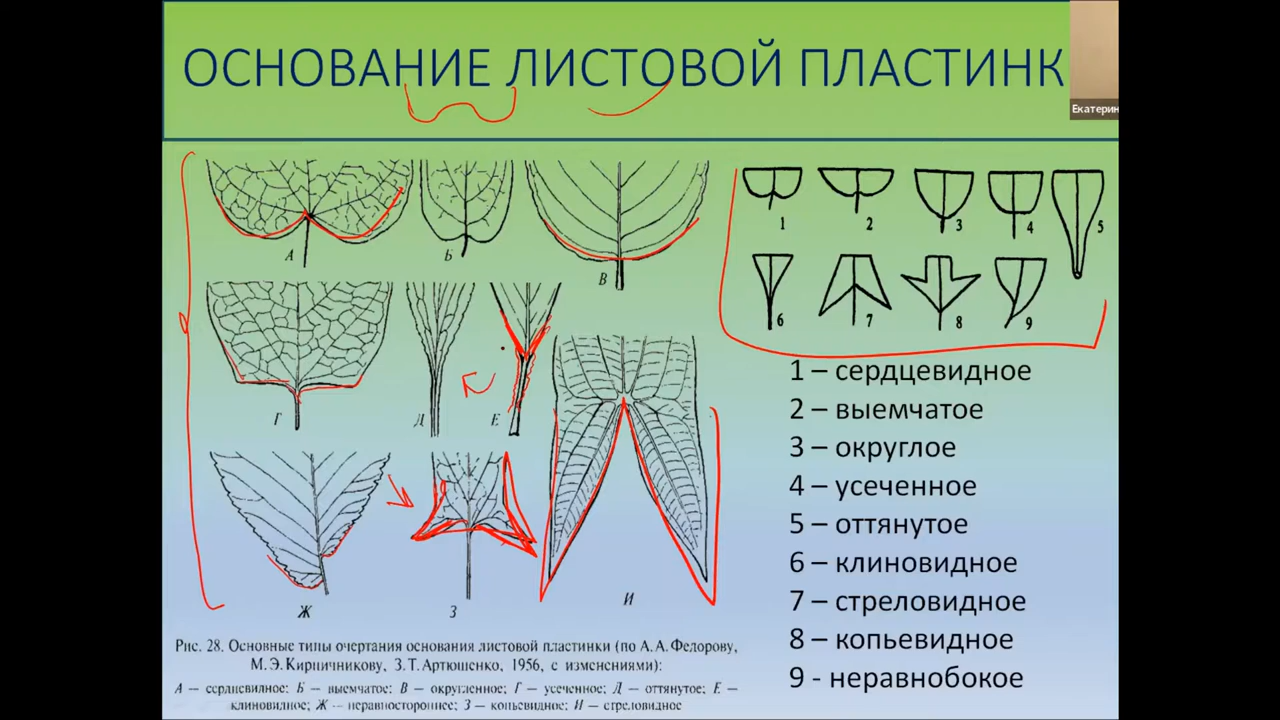 ОСНОВАНИЕ ЛИСТОВОЙ ПЛАСТИНК
Екатерин
А
Б
В
Г
Д
Е
Ж
З
И
1
2
3
4
5
6
7
8
9
1 – сердцевидное
2 – выемчатое
3 – округлое
4 – усеченное
5 – оттянутое
6 – клиновидное
7 – стреловидное
8 – копьевидное
9 - неравнобокое
Рис. 28. Основные типы очертания основания листовой пластинки (по А. А. Федорову,
М. Э. Кирпичникову, З. Т. Артюшенко, 1956, с изменениями):
А — сердцевидное; Б — выемчатое; В — округленное; Г — усеченное; Д — оттянутое; Е —
клиновидное; Ж — неравностороннее; З — копьевидное; И — стреловидное